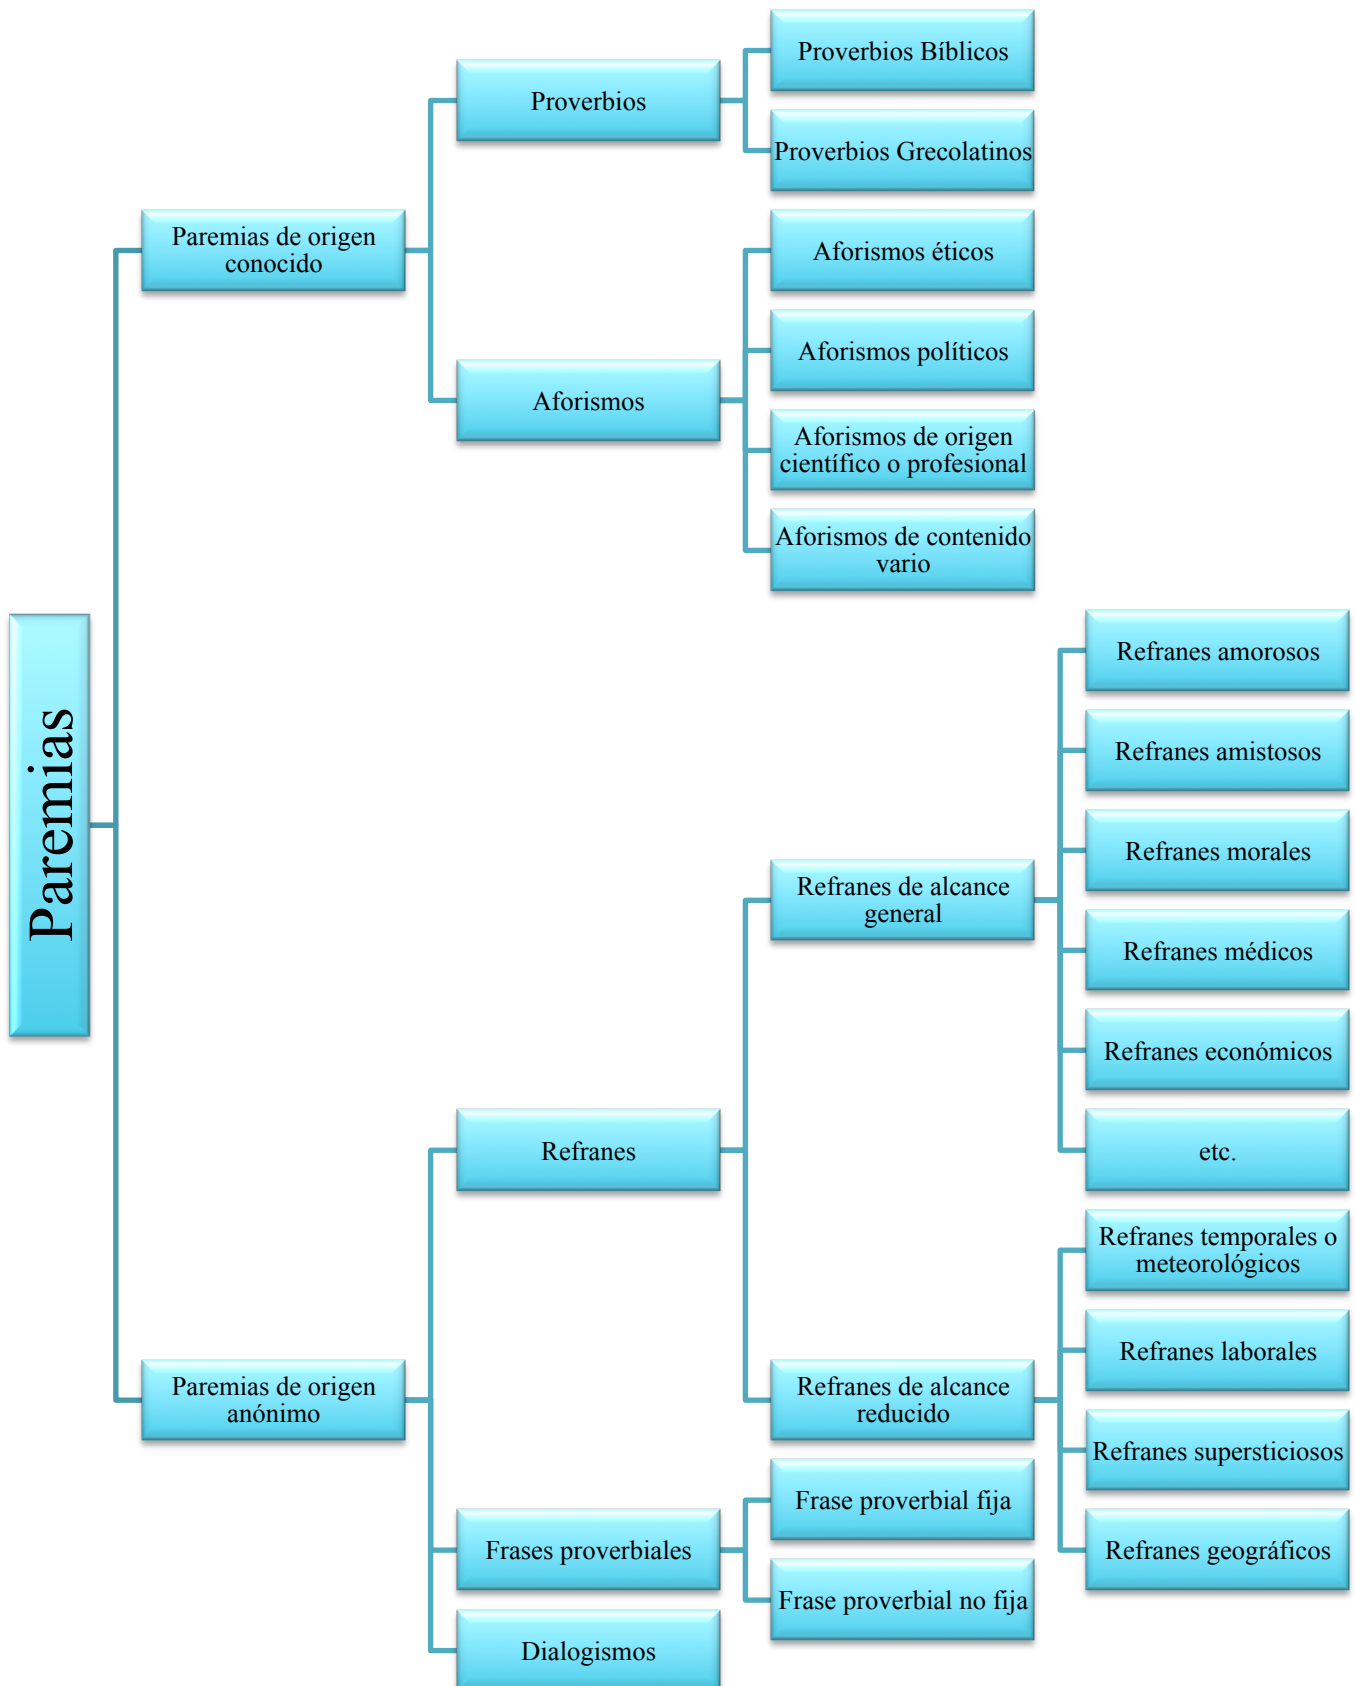 Paremias
Paremias de origen
conocido
Proverbios
Proverbios Bíblicos
Proverbios Grecolatinos
Aforismos
Aforismos éticos
Aforismos políticos
Aforismos de origen
científico o profesional
Aforismos de contenido
vario
Paremias de origen
anónimo
Refranes
Refranes de alcance
general
Refranes amorosos
Refranes amistosos
Refranes morales
Refranes médicos
Refranes económicos
etc.
Refranes de alcance
reducido
Refranes temporales o
meteorológicos
Refranes laborales
Refranes supersticiosos
Refranes geográficos
Frases proverbiales
Frase proverbial fija
Frase proverbial no fija
Dialogismos